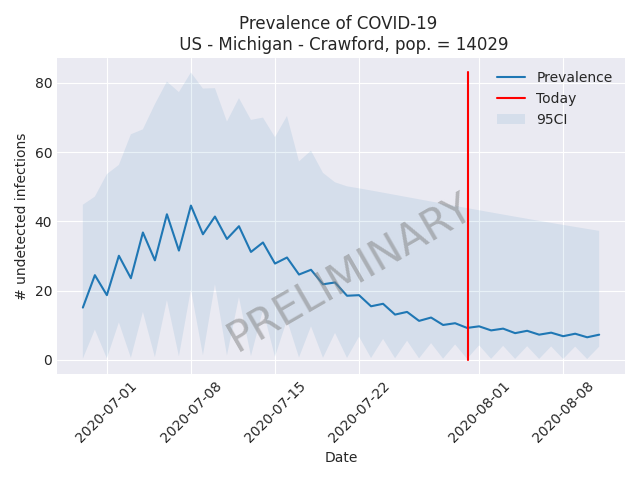 Prevalence of COVID-19
US - Michigan - Crawford, pop. = 14029
80
60
40
20
0
# undetected infections
Prevalence
Today
95CI
PRELIMINARY
2020-07-01
2020-07-08
2020-07-15
2020-07-22
2020-08-01
2020-08-08
Date